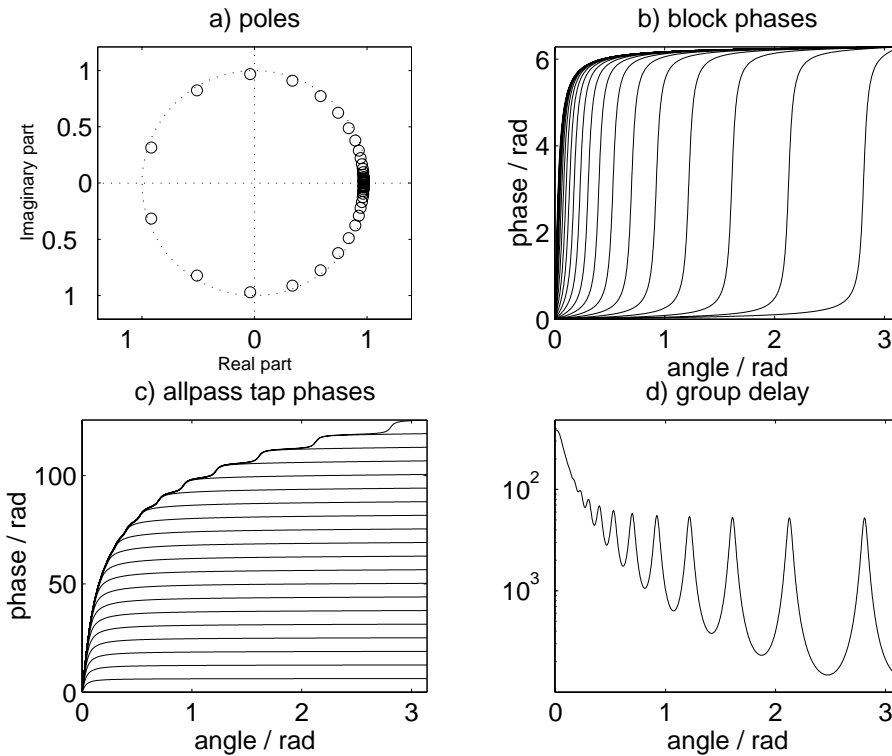 a) poles
1
0.5
0
0.5
1
Imaginary part
1
0
1
Real part
b) block phases
6
4
2
0
phase / rad
0
1
2
3
angle / rad
c) allpass tap phases
100
50
0
phase / rad
0
1
2
3
angle / rad
d) group delay
10^2
10^3
0
1
2
3